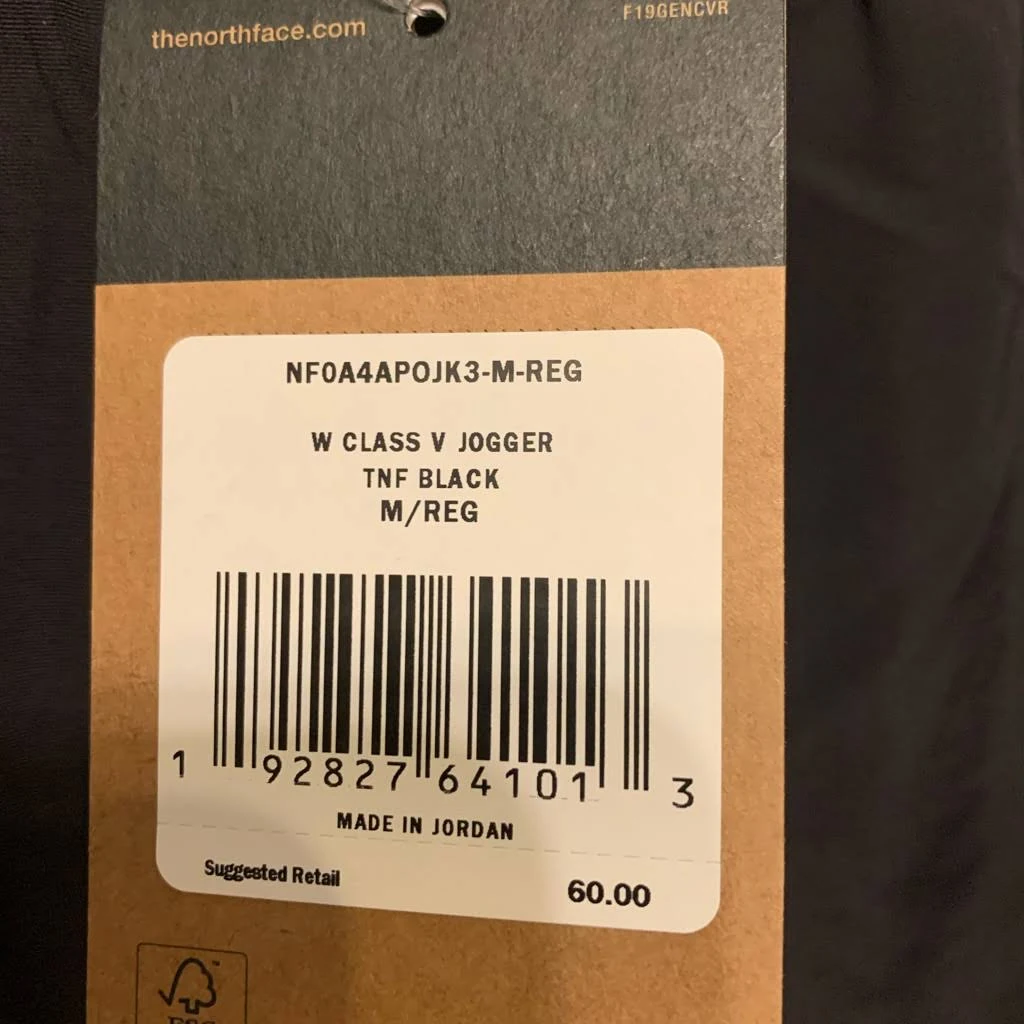 thenorthface.com
F19GENCVR
NF0A4APOJK3-M-REG
W CLASS V JOGGER
TNF BLACK
M/REG
1 92827 64101 3
MADE IN JORDAN
Suggested Retail 60.00
FSC